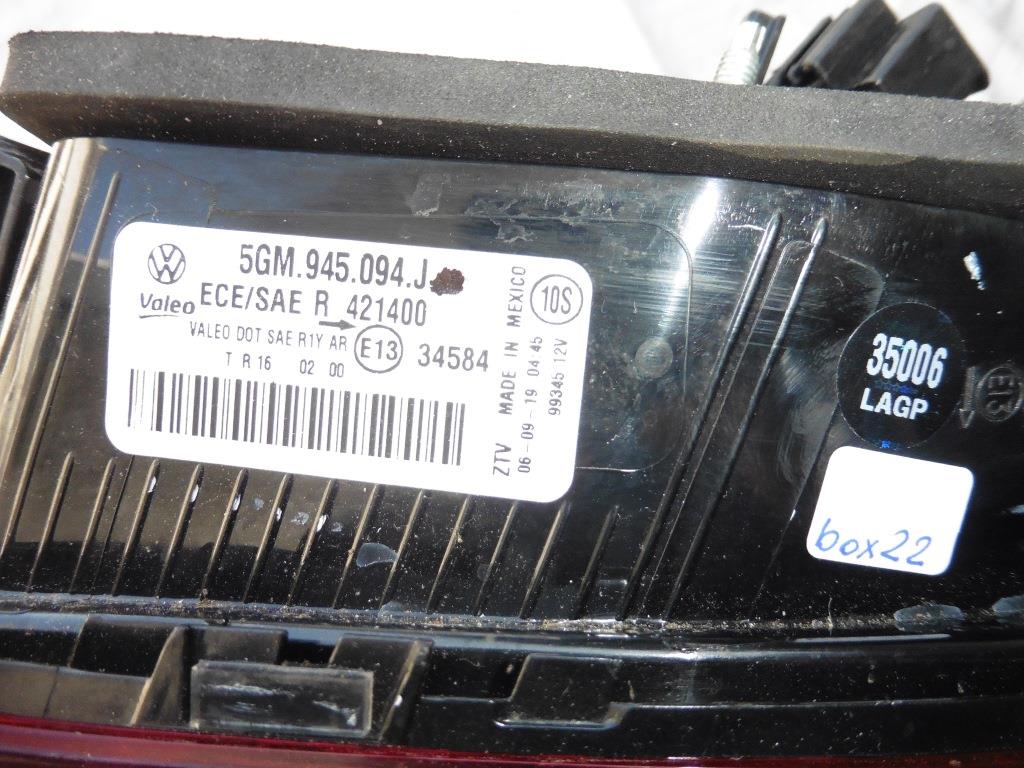 5GM.945.094.J
Valeo
ECE/SAE R 421400
VALEO DOT SAE R1Y AR
E13
34584
T R 16 02 00
ZTV MADE IN MEXICO
06-09-19 04:45
99345 12V
10S
35006
LAGP
E13
box22